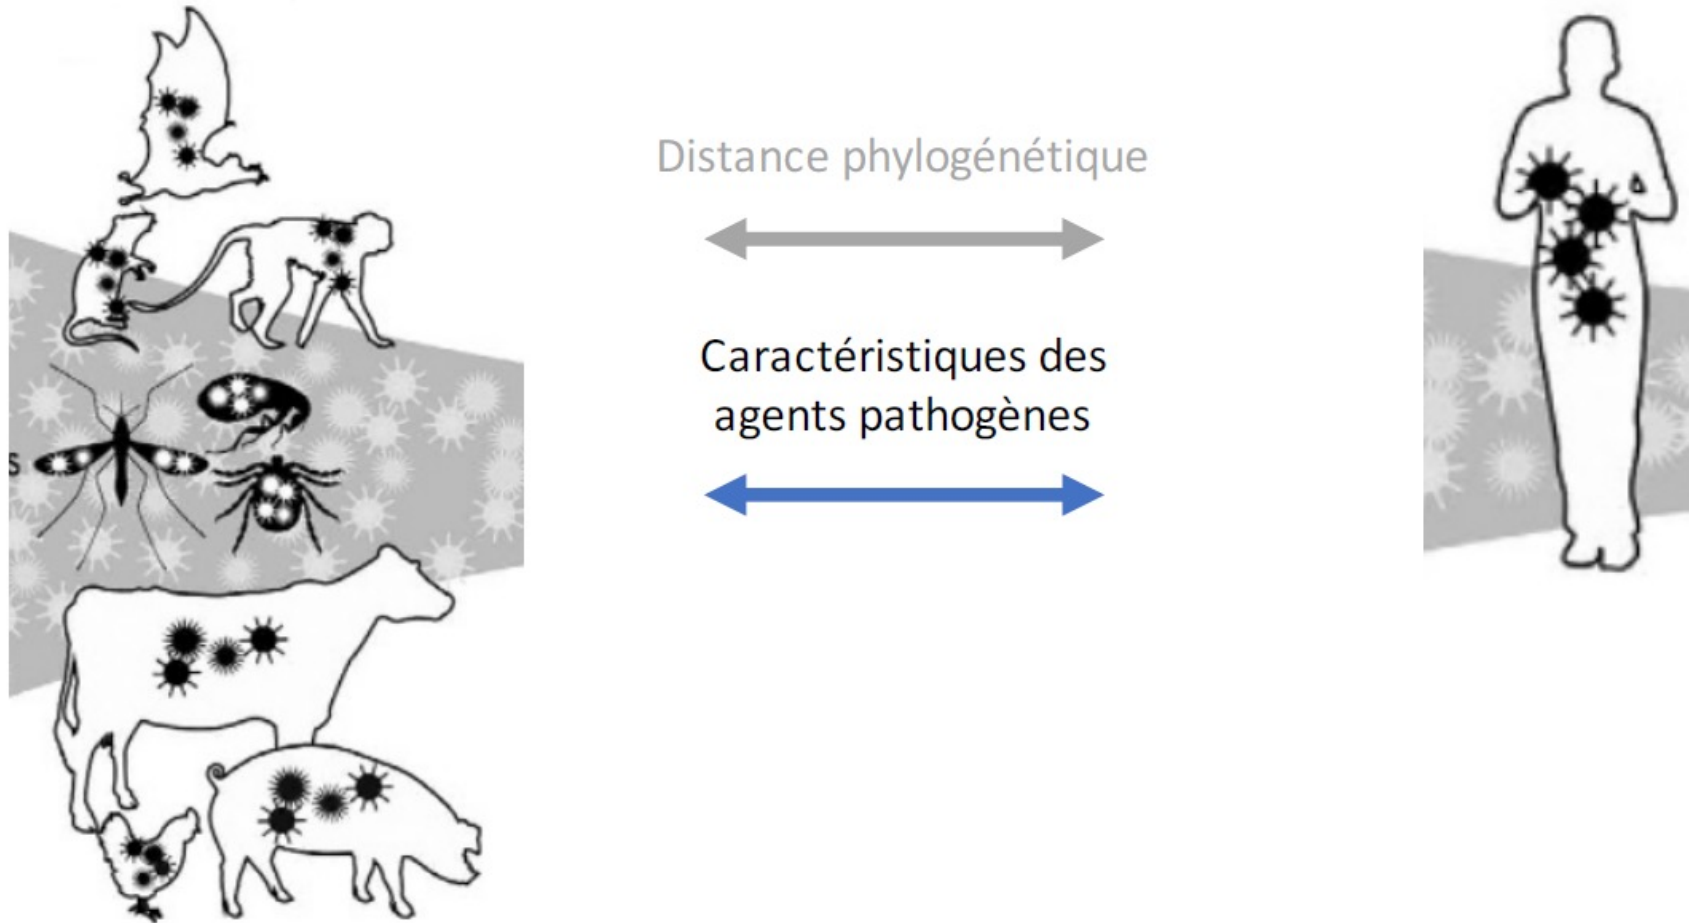 Distance phylogénétique
Caractéristiques des
agents pathogènes
s